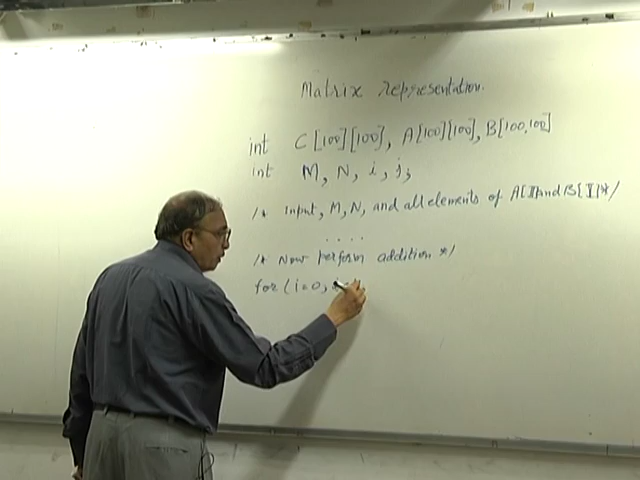 Matrix representation.
int C[100][100], A[100][100], B[100,100]
int M, N, i, j;
/* Input, M, N, and all elements of A[][] and B[][] */
....
/* Now perform addition */
for (i=0;